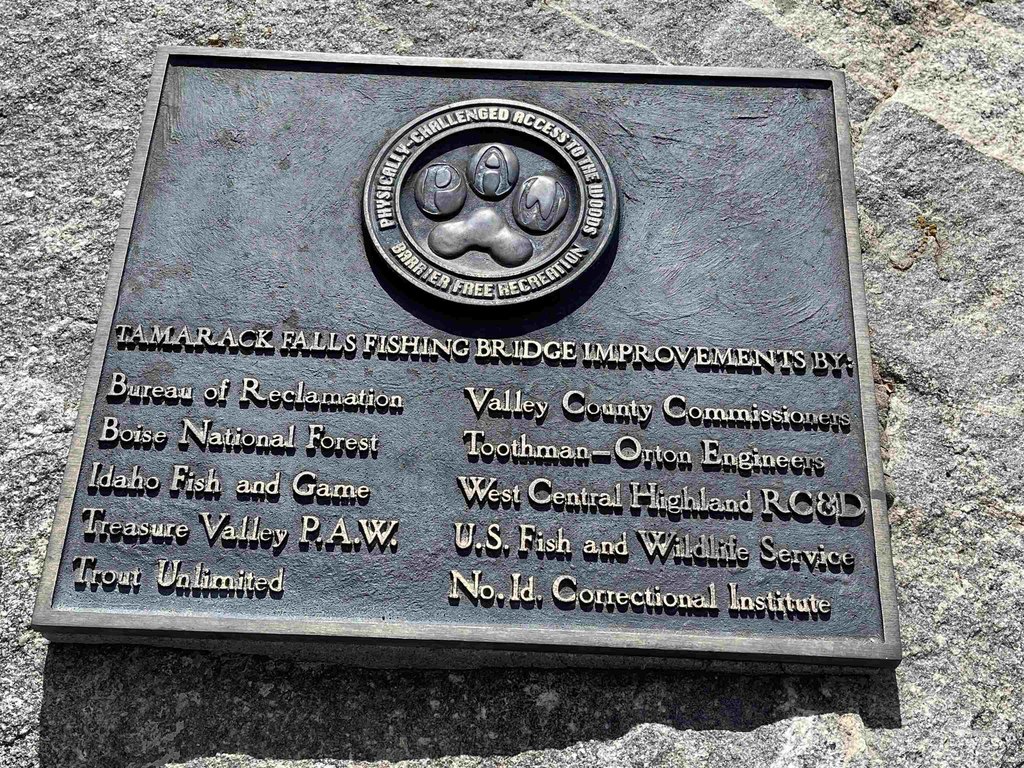 PHYSICALLY-CHALLENGED ACCESS TO THE WOODS
P A W
BARRIER FREE RECREATION
TAMARACK FALLS FISHING BRIDGE IMPROVEMENTS BY:
Bureau of Reclamation
Boise National Forest
Idaho Fish and Game
Treasure Valley P.A.W.
Trout Unlimited
Valley County Commissioners
Toothman-Orton Engineers
West Central Highland RC&D
U.S. Fish and Wildlife Service
No. Id. Correctional Institute